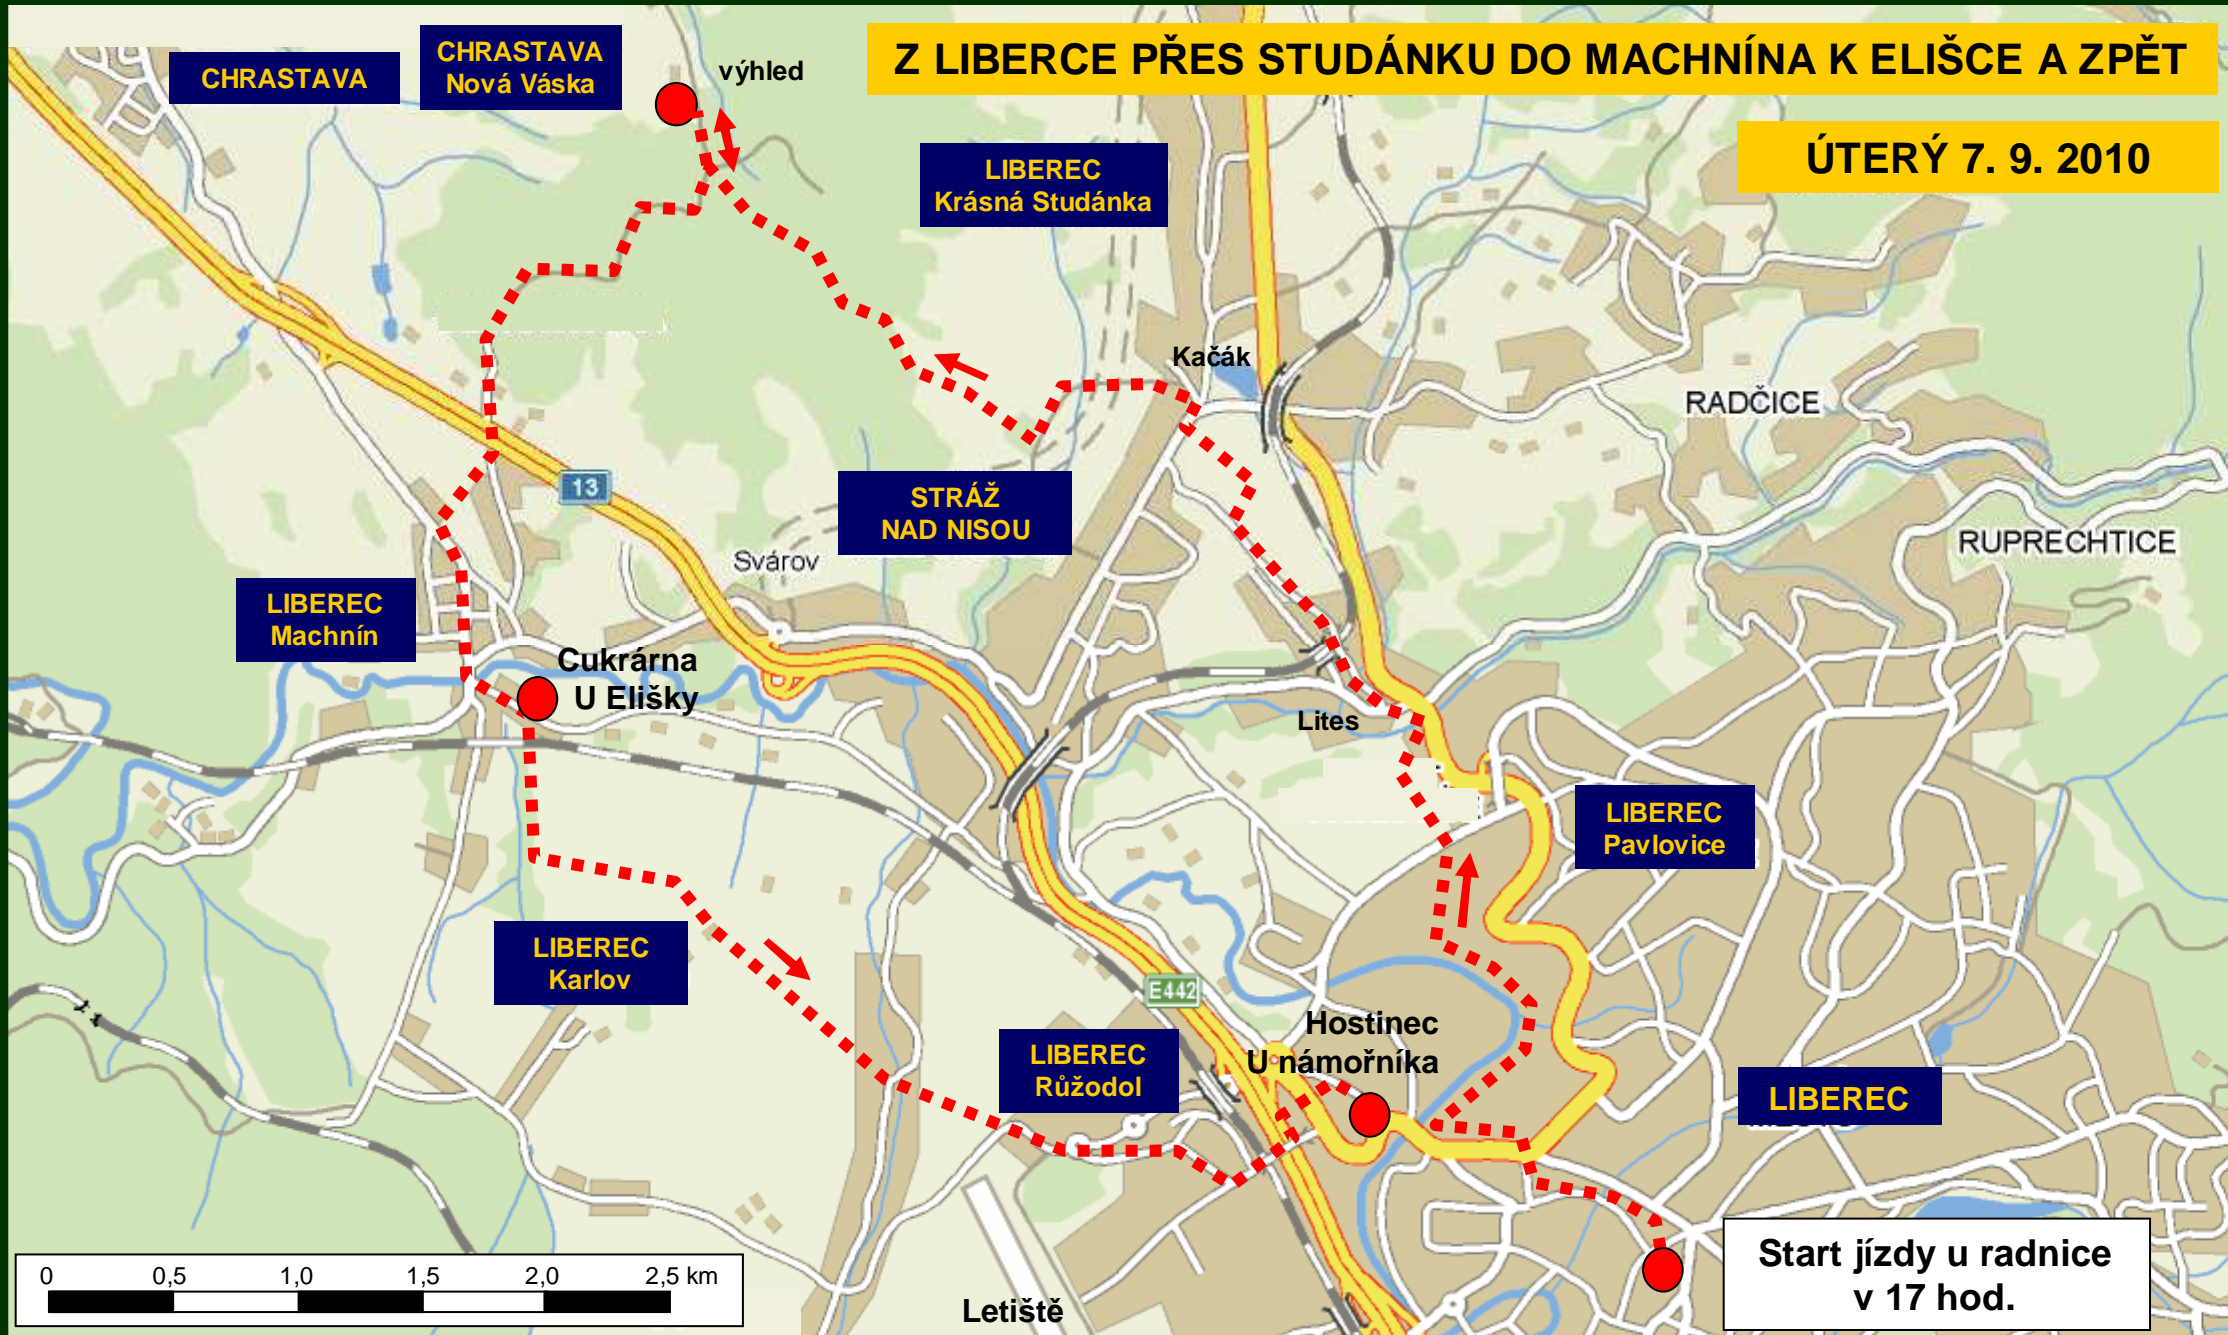 Z LIBERCE PŘES STUDÁNKU DO MACHNÍNA K ELIŠCE A ZPĚT
ÚTERÝ 7. 9. 2010
CHRASTAVA
CHRASTAVA
Nová Váska
výhled
LIBEREC
Krásná Studánka
Kačák
RADČICE
13
STRÁŽ
NAD NISOU
Svárov
RUPRECHTICE
LIBEREC
Machnín
Cukrárna
U Elišky
Lites
LIBEREC
Pavlovice
LIBEREC
Karlov
E442
Hostinec
U námořníka
LIBEREC
Růžodol
LIBEREC
Start jízdy u radnice
v 17 hod.
0 0,5 1,0 1,5 2,0 2,5 km
Letiště